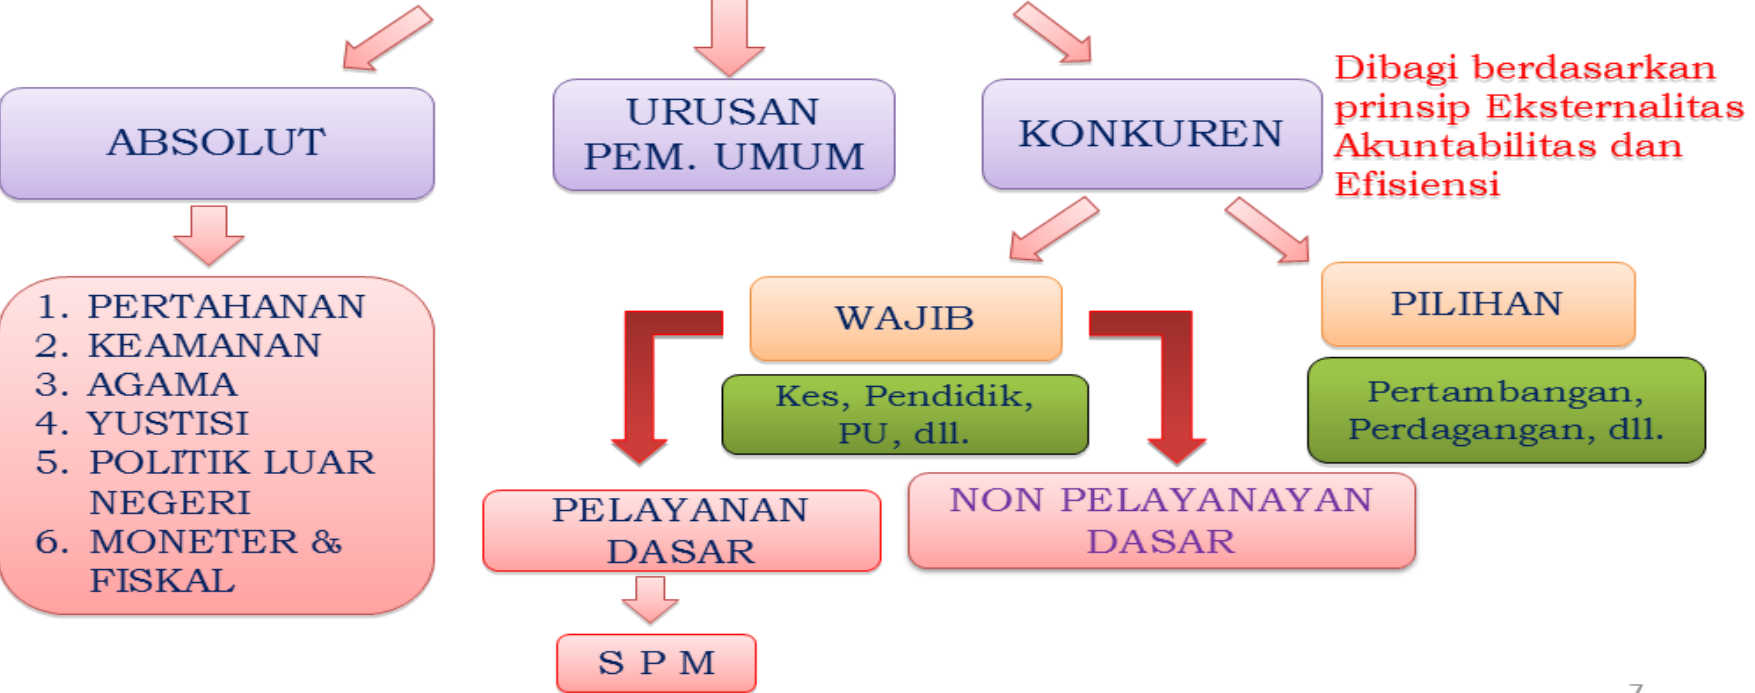 ABSOLUT
URUSAN
PEM. UMUM
KONKUREN
Dibagi berdasarkan
prinsip Eksternalitas
Akuntabilitas dan
Efisiensi
1. PERTAHANAN
2. KEAMANAN
3. AGAMA
4. YUSTISI
5. POLITIK LUAR
NEGERI
6. MONETER &
FISKAL
WAJIB
Kes, Pendidik,
PU, dll.
PILIHAN
Pertambangan,
Perdagangan, dll.
PELAYANAN
DASAR
NON PELAYANAYAN
DASAR
S P M